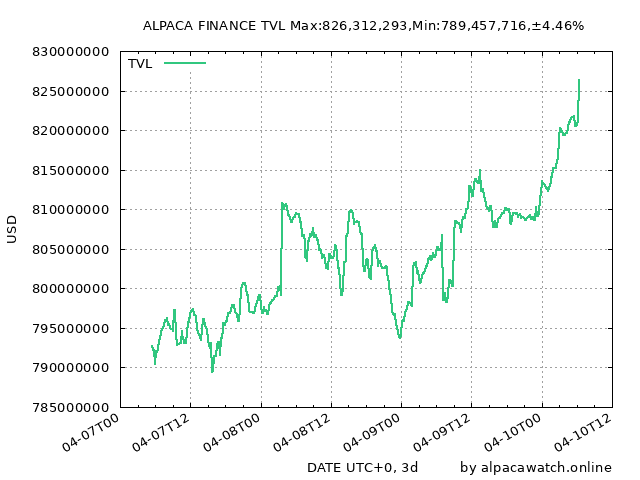 ALPACA FINANCE TVL Max:826,312,293,Min:789,457,716,±4.46%
830000000
TVL
825000000
820000000
815000000
810000000
USD
805000000
800000000
795000000
790000000
785000000
04-07T00
04-07T12
04-08T00
04-08T12
04-09T00
04-09T12
04-10T00
04-10T12
DATE UTC+0, 3d
by alpacawatch.online